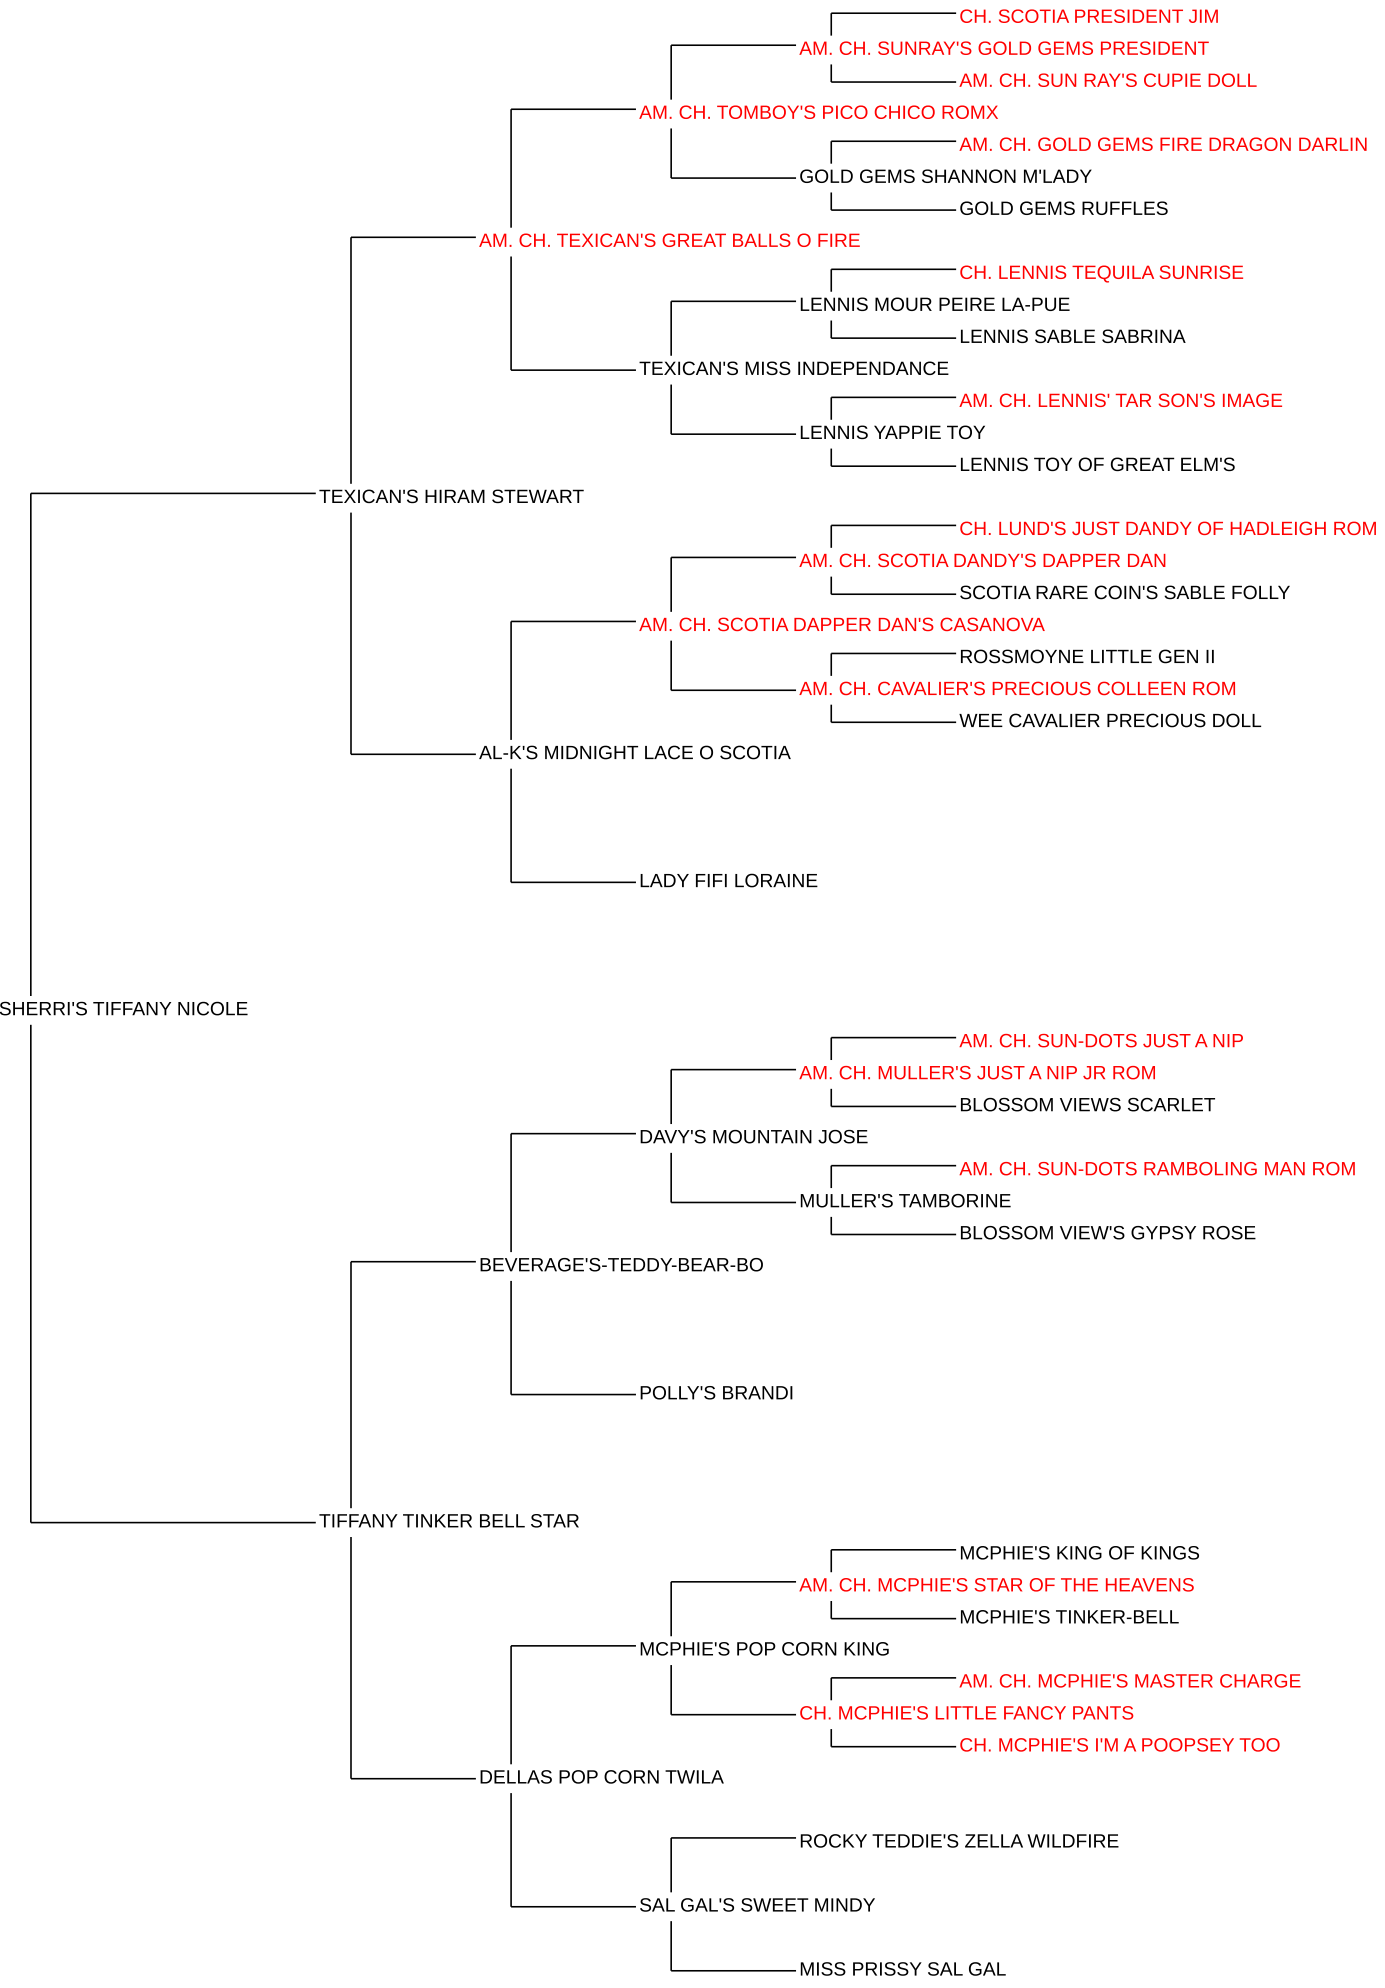 CH. SCOTIA PRESIDENT JIM
AM. CH. SUNRAY'S GOLD GEMS PRESIDENT
AM. CH. SUN RAY'S CUPIE DOLL
AM. CH. TOMBOY'S PICO CHICO ROMX
AM. CH. GOLD GEMS FIRE DRAGON DARLIN
GOLD GEMS SHANNON M'LADY
GOLD GEMS RUFFLES
AM. CH. TEXICAN'S GREAT BALLS O FIRE
CH. LENNIS TEQUILA SUNRISE
LENNIS MOUR PEIRE LA-PUE
LENNIS SABLE SABRINA
TEXICAN'S MISS INDEPENDANCE
AM. CH. LENNIS' TAR SON'S IMAGE
LENNIS YAPPIE TOY
LENNIS TOY OF GREAT ELM'S
TEXICAN'S HIRAM STEWART
CH. LUND'S JUST DANDY OF HADLEIGH ROM
AM. CH. SCOTIA DANDY'S DAPPER DAN
SCOTIA RARE COIN'S SABLE FOLLY
AM. CH. SCOTIA DAPPER DAN'S CASANOVA
ROSSMOYNE LITTLE GEN II
AM. CH. CAVALIER'S PRECIOUS COLLEEN ROM
WEE CAVALIER PRECIOUS DOLL
AL-K'S MIDNIGHT LACE O SCOTIA
LADY FIFI LORAINE
SHERRI'S TIFFANY NICOLE
AM. CH. SUN-DOTS JUST A NIP
AM. CH. MULLER'S JUST A NIP JR ROM
BLOSSOM VIEWS SCARLET
DAVY'S MOUNTAIN JOSE
AM. CH. SUN-DOTS RAMBOLING MAN ROM
MULLER'S TAMBORINE
BLOSSOM VIEW'S GYPSY ROSE
BEVERAGE'S-TEDDY-BEAR-BO
POLLY'S BRANDI
TIFFANY TINKER BELL STAR
MCPHIE'S KING OF KINGS
AM. CH. MCPHIE'S STAR OF THE HEAVENS
MCPHIE'S TINKER-BELL
MCPHIE'S POP CORN KING
AM. CH. MCPHIE'S MASTER CHARGE
CH. MCPHIE'S LITTLE FANCY PANTS
CH. MCPHIE'S I'M A POOPSEY TOO
DELLAS POP CORN TWILA
ROCKY TEDDIE'S ZELLA WILDFIRE
SAL GAL'S SWEET MINDY
MISS PRISSY SAL GAL